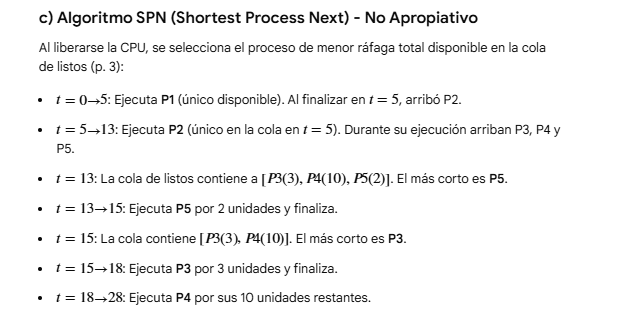 c) Algoritmo SPN (Shortest Process Next) - No Apropiativo
Al liberarse la CPU, se selecciona el proceso de menor ráfaga total disponible en la cola
de listos (p. 3):
• t = 0→5: Ejecuta P1 (único disponible). Al finalizar en t = 5, arribó P2.
• t = 5→13: Ejecuta P2 (único en la cola en t = 5). Durante su ejecución arriban P3, P4 y
P5.
• t = 13: La cola de listos contiene a [P3(3), P4(10), P5(2)]. El más corto es P5.
• t = 13→15: Ejecuta P5 por 2 unidades y finaliza.
• t = 15: La cola contiene [P3(3), P4(10)]. El más corto es P3.
• t = 15→18: Ejecuta P3 por 3 unidades y finaliza.
• t = 18→28: Ejecuta P4 por sus 10 unidades restantes.